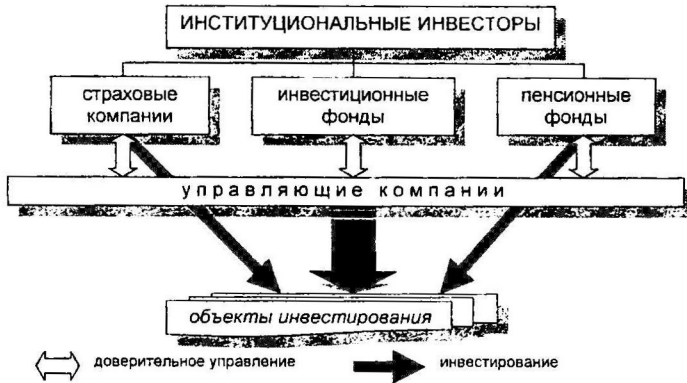 ИНСТИТУЦИОНАЛЬНЫЕ ИНВЕСТОРЫ
страховые
компании
инвестиционные
фонды
пенсионные
фонды
управляющие компании
объекты инвестирования
доверительное управление
инвестирование